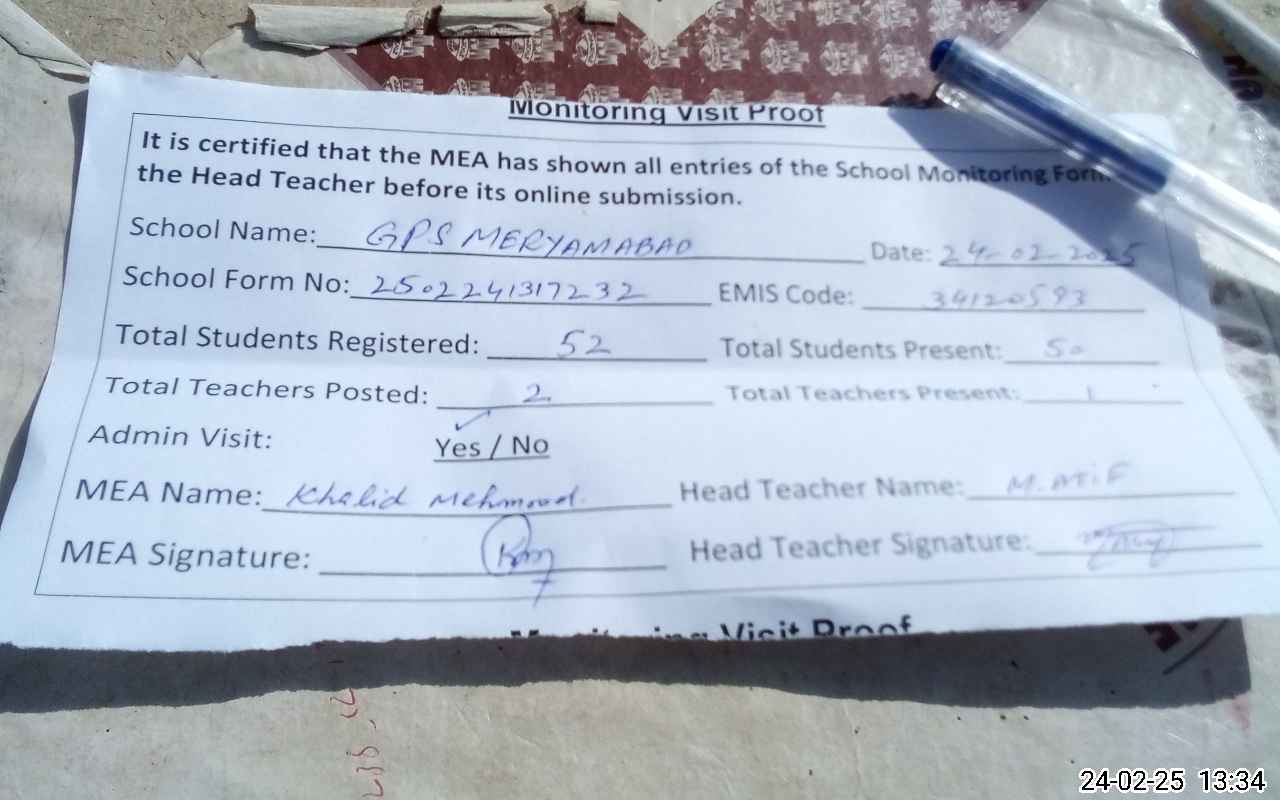 Monitoring Visit Proof
It is certified that the MEA has shown all entries of the School Monitoring Form
the Head Teacher before its online submission.
School Name: GPS MERYAMABAD Date: 24-02-2025
School Form No: 2502241317232 EMIS Code: 34120593
Total Students Registered: 52 Total Students Present: 50
Total Teachers Posted: 2 Total Teachers Present: 1
Admin Visit: Yes / No
MEA Name: Khalid Mehmood. Head Teacher Name: M. ATIF
MEA Signature: Head Teacher Signature:
Monitoring Visit Proof
24-02-25 13:34